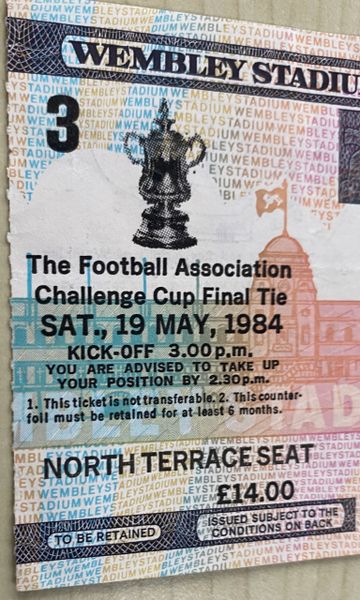 WEMBLEY STADIU
3
The Football Association
Challenge Cup Final Tie
SAT., 19 MAY, 1984
KICK-OFF 3.00p.m.
YOU ARE ADVISED TO TAKE UP
YOUR POSITION BY 2.30p.m.
1. This ticket is not transferable. 2. This counter-
foil must be retained for at least 6 months.
NORTH TERRACE SEAT
£14.00
TO BE RETAINED
ISSUED SUBJECT TO THE
CONDITIONS ON BACK